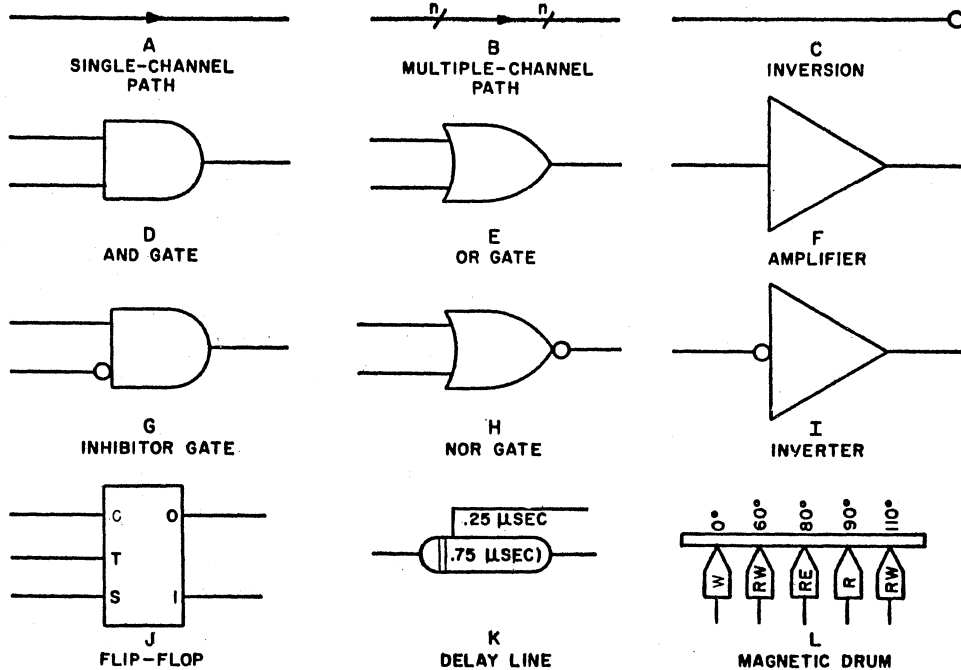 n n
A
SINGLE-CHANNEL
PATH
B
MULTIPLE-CHANNEL
PATH
C
INVERSION
D
AND GATE
E
OR GATE
F
AMPLIFIER
G
INHIBITOR GATE
H
NOR GATE
I
INVERTER
C O
T
S I
J
FLIP-FLOP
.25 µSEC
.75 µSEC)
K
DELAY LINE
0° 60° 80° 90° 110°
W RW RE R RW
L
MAGNETIC DRUM